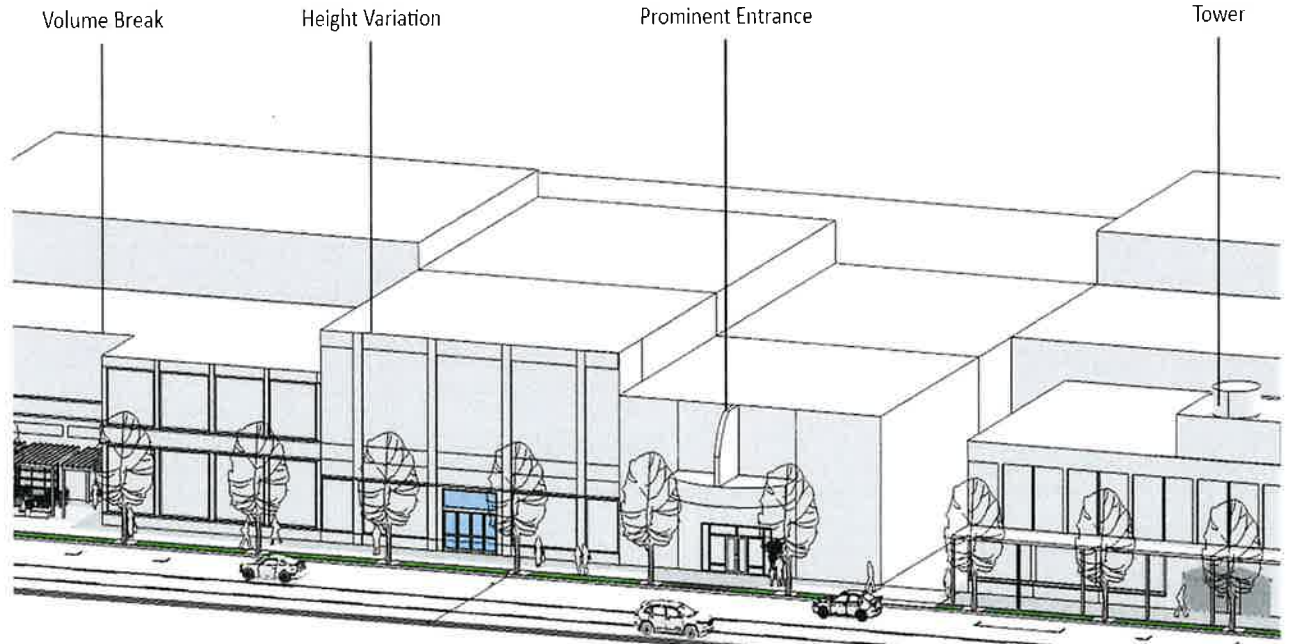 Volume Break
Height Variation
Prominent Entrance
Tower